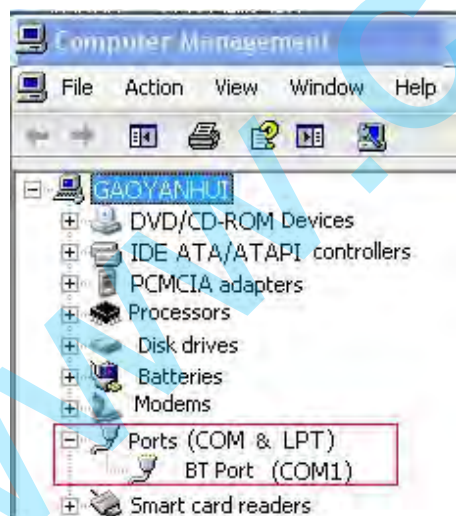 Computer Management
File Action View Window Help
GAOYANHUI
DVD/CD-ROM Devices
IDE ATA/ATAPI controllers
PCMCIA adapters
Processors
Disk drives
Batteries
Modems
Ports (COM & LPT)
BT Port (COM1)
Smart card readers